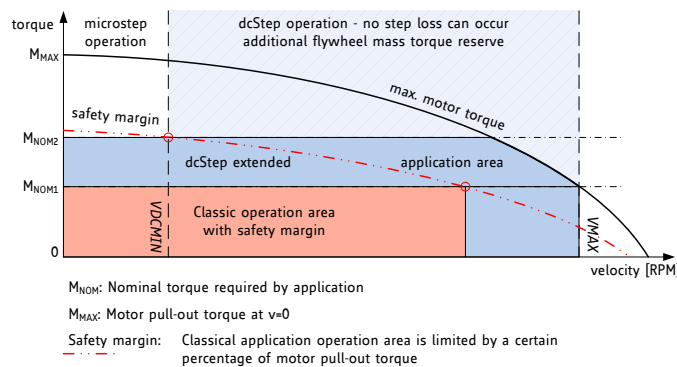 torque
microstep
operation
dcStep operation - no step loss can occur
additional flywheel mass torque reserve
MMAX
max. motor torque
safety margin
MNOM2
dcStep extended
application area
MNOM1
Classic operation area
with safety margin
VDCMIN
VMAX
0
velocity [RPM]
MNOM: Nominal torque required by application
MMAX: Motor pull-out torque at v=0
Safety margin: Classical application operation area is limited by a certain
percentage of motor pull-out torque